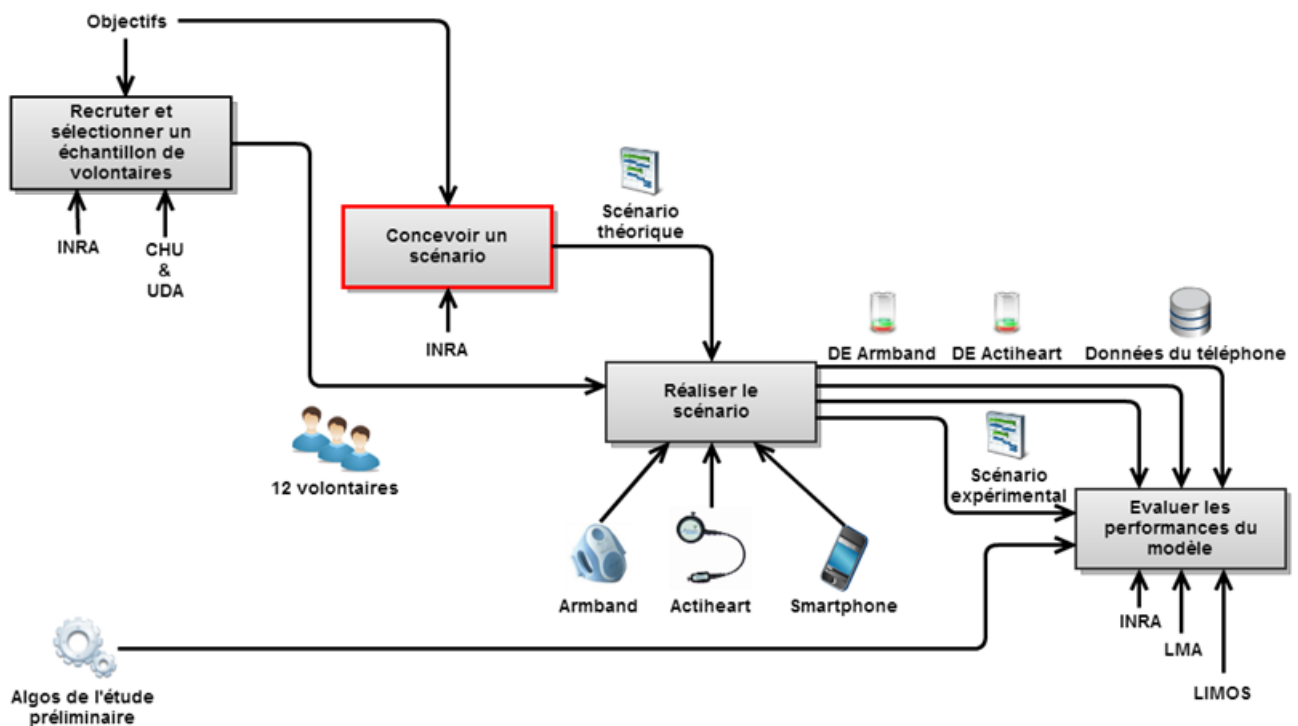 Objectifs
Recruter et
sélectionner un
échantillon de
volontaires
INRA
CHU
&
UDA
Concevoir un
scénario
INRA
Scénario
théorique
12 volontaires
Réaliser le
scénario
DE Armband
DE Actiheart
Données du téléphone
Scénario
expérimental
Armband
Actiheart
Smartphone
Evaluer les
performances du
modèle
INRA
LMA
LIMOS
Algos de l'étude
préliminaire